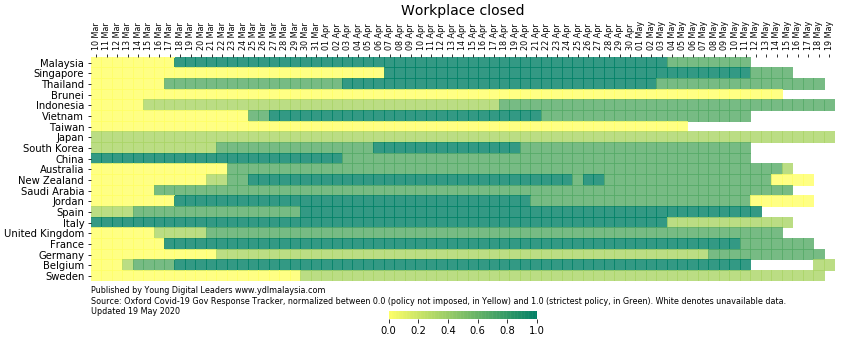 Workplace closed
10 Mar
11 Mar
12 Mar
13 Mar
14 Mar
15 Mar
16 Mar
17 Mar
18 Mar
19 Mar
20 Mar
21 Mar
22 Mar
23 Mar
24 Mar
25 Mar
26 Mar
27 Mar
28 Mar
29 Mar
30 Mar
31 Mar
01 Apr
02 Apr
03 Apr
04 Apr
05 Apr
06 Apr
07 Apr
08 Apr
09 Apr
10 Apr
11 Apr
12 Apr
13 Apr
14 Apr
15 Apr
16 Apr
17 Apr
18 Apr
19 Apr
20 Apr
21 Apr
22 Apr
23 Apr
24 Apr
25 Apr
26 Apr
27 Apr
28 Apr
29 Apr
30 Apr
01 May
02 May
03 May
04 May
05 May
06 May
07 May
08 May
09 May
10 May
11 May
12 May
13 May
14 May
15 May
16 May
17 May
18 May
19 May
Malaysia
Singapore
Thailand
Brunei
Indonesia
Vietnam
Taiwan
Japan
South Korea
China
Australia
New Zealand
Saudi Arabia
Jordan
Spain
Italy
United Kingdom
France
Germany
Belgium
Sweden
Published by Young Digital Leaders www.ydlmalaysia.com
Source: Oxford Covid-19 Gov Response Tracker, normalized between 0.0 (policy not imposed, in Yellow) and 1.0 (strictest policy, in Green). White denotes unavailable data.
Updated 19 May 2020
0.0 0.2 0.4 0.6 0.8 1.0